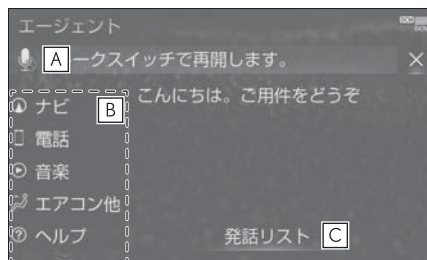 エージェント
A ークスイッチで再開します。
こんにちは。ご用件をどうぞ
B
ナビ
電話
音楽
エアコン他
ヘルプ
発話リスト C